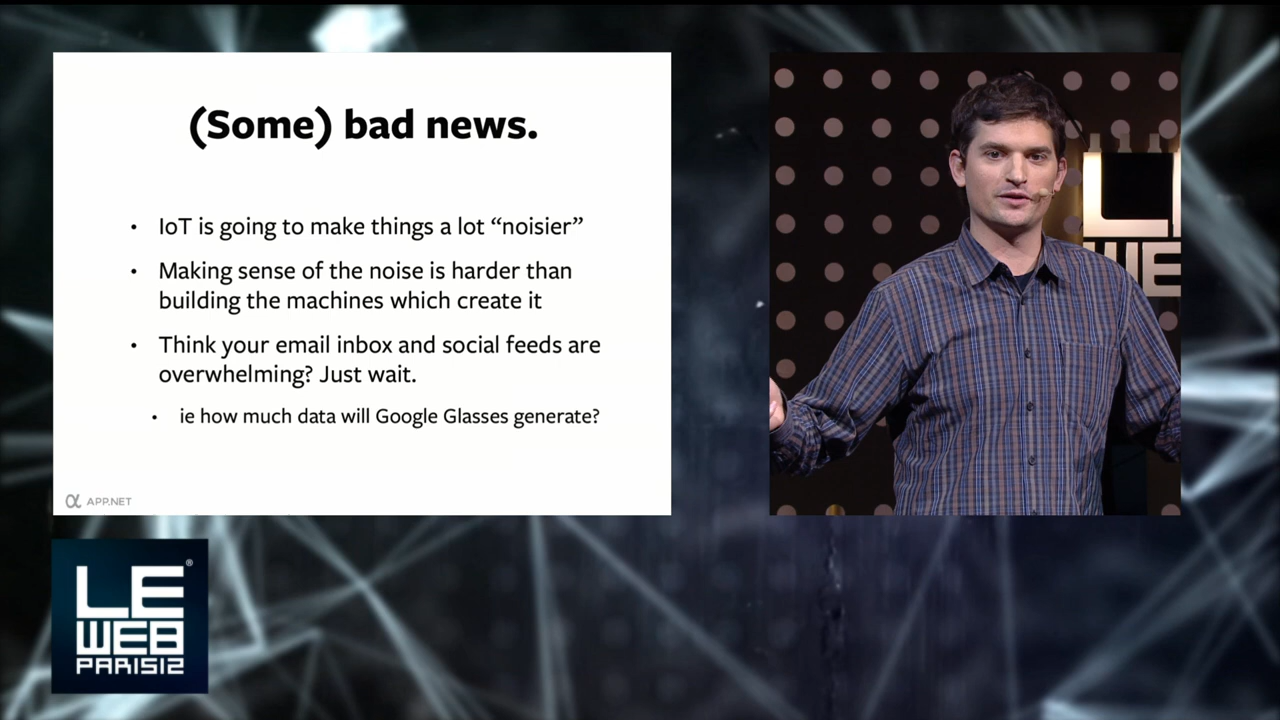 (Some) bad news.
• IoT is going to make things a lot “noisier”
• Making sense of the noise is harder than
building the machines which create it
• Think your email inbox and social feeds are
overwhelming? Just wait.
• ie how much data will Google Glasses generate?
α APP.NET
LE
WE
LE®
WEB
PARIS12